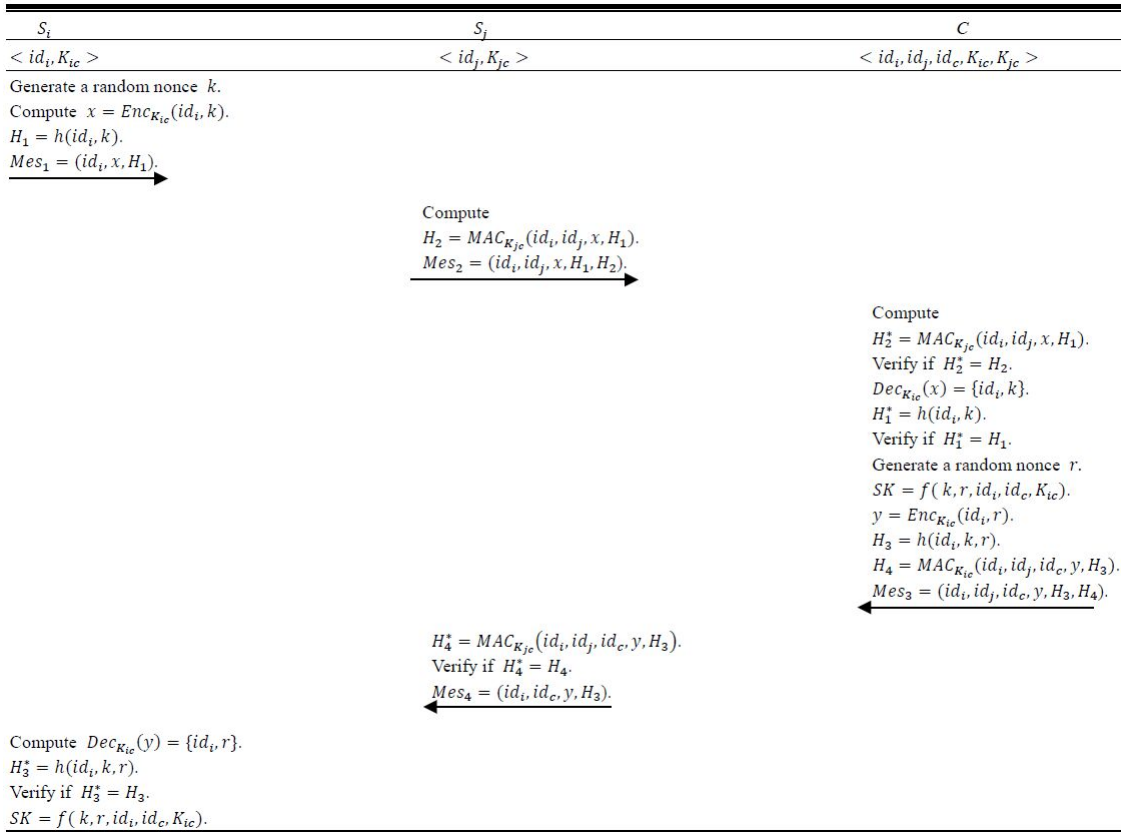 S_i S_j C
< id_i, K_ic > < id_j, K_jc > < id_i, id_j, id_c, K_ic, K_jc >
Generate a random nonce k.
Compute x = Enc_{K_ic}(id_i, k).
H_1 = h(id_i, k).
Mes_1 = (id_i, x, H_1).
Compute
H_2 = MAC_{K_jc}(id_i, id_j, x, H_1).
Mes_2 = (id_i, id_j, x, H_1, H_2).
Compute
H_2^* = MAC_{K_jc}(id_i, id_j, x, H_1).
Verify if H_2^* = H_2.
Dec_{K_ic}(x) = {id_i, k}.
H_1^* = h(id_i, k).
Verify if H_1^* = H_1.
Generate a random nonce r.
SK = f( k, r, id_i, id_c, K_ic).
y = Enc_{K_ic}(id_i, r).
H_3 = h(id_i, k, r).
H_4 = MAC_{K_ic}(id_i, id_j, id_c, y, H_3).
Mes_3 = (id_i, id_j, id_c, y, H_3, H_4).
H_4^* = MAC_{K_jc}(id_i, id_j, id_c, y, H_3).
Verify if H_4^* = H_4.
Mes_4 = (id_i, id_c, y, H_3).
Compute Dec_{K_ic}(y) = {id_i, r}.
H_3^* = h(id_i, k, r).
Verify if H_3^* = H_3.
SK = f( k, r, id_i, id_c, K_ic).